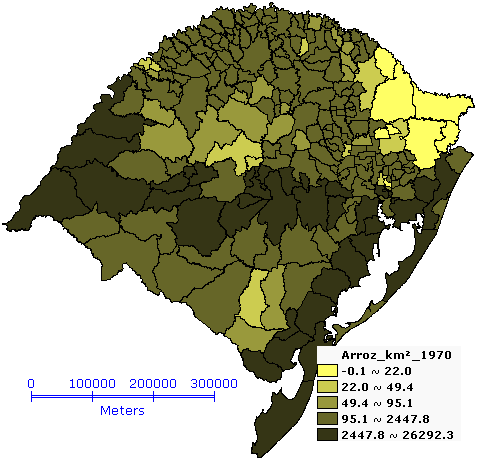 Arroz_km²_1970
-0.1 ~ 22.0
22.0 ~ 49.4
49.4 ~ 95.1
95.1 ~ 2447.8
2447.8 ~ 26292.3
0 100000 200000 300000
Meters